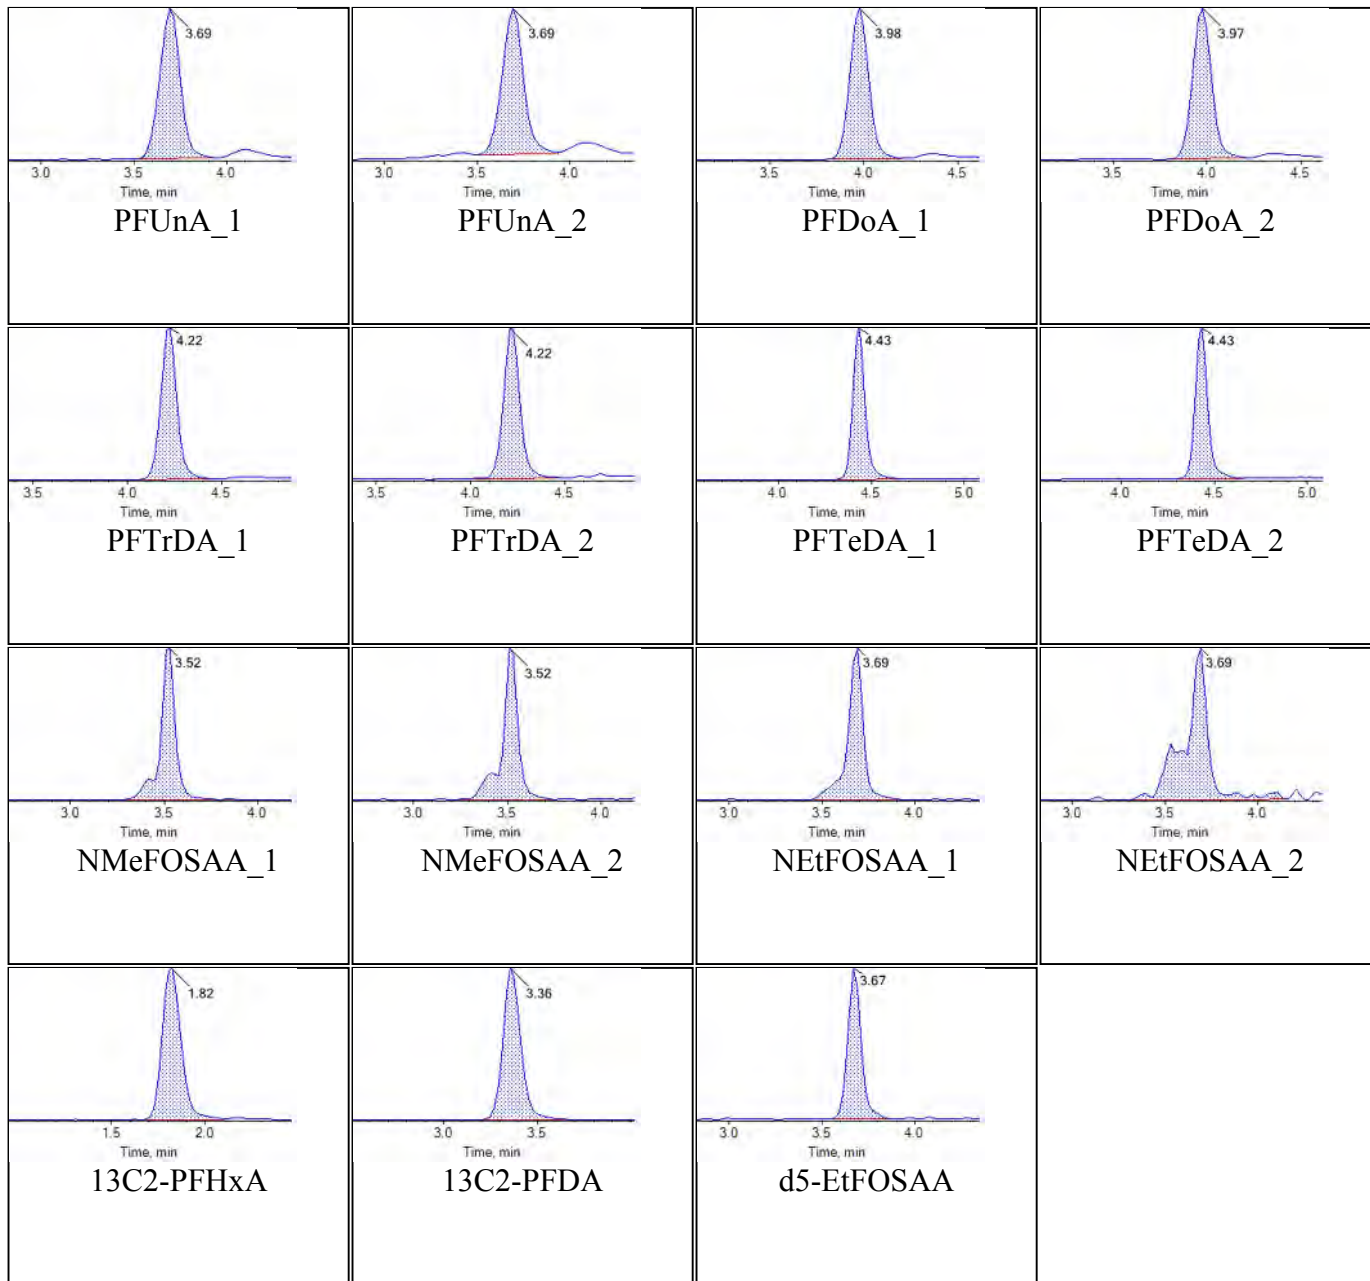 3.69
3.0 3.5 4.0
Time, min
PFUnA_1
3.69
3.0 3.5 4.0
Time, min
PFUnA_2
3.98
3.5 4.0 4.5
Time, min
PFDoA_1
3.97
3.5 4.0 4.5
Time, min
PFDoA_2
4.22
3.5 4.0 4.5
Time, min
PFTrDA_1
4.22
3.5 4.0 4.5
Time, min
PFTrDA_2
4.43
4.0 4.5 5.0
Time, min
PFTeDA_1
4.43
4.0 4.5 5.0
Time, min
PFTeDA_2
3.52
3.0 3.5 4.0
Time, min
NMeFOSAA_1
3.52
3.0 3.5 4.0
Time, min
NMeFOSAA_2
3.69
3.0 3.5 4.0
Time, min
NEtFOSAA_1
3.69
3.0 3.5 4.0
Time, min
NEtFOSAA_2
1.82
1.5 2.0
Time, min
13C2-PFHxA
3.36
3.0 3.5
Time, min
13C2-PFDA
3.67
3.0 3.5 4.0
Time, min
d5-EtFOSAA